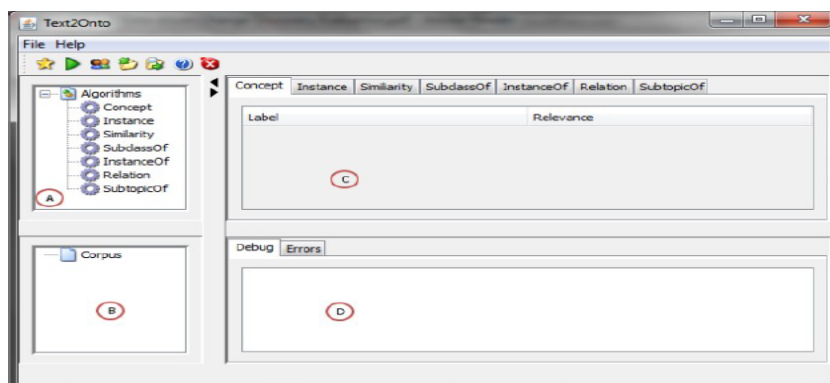 Text2Onto
File Help
Algorithms
Concept
Instance
Similarity
SubclassOf
InstanceOf
Relation
SubtopicOf
A
Concept Instance Similarity SubclassOf InstanceOf Relation SubtopicOf
Label Relevance
C
Corpus
B
Debug Errors
D